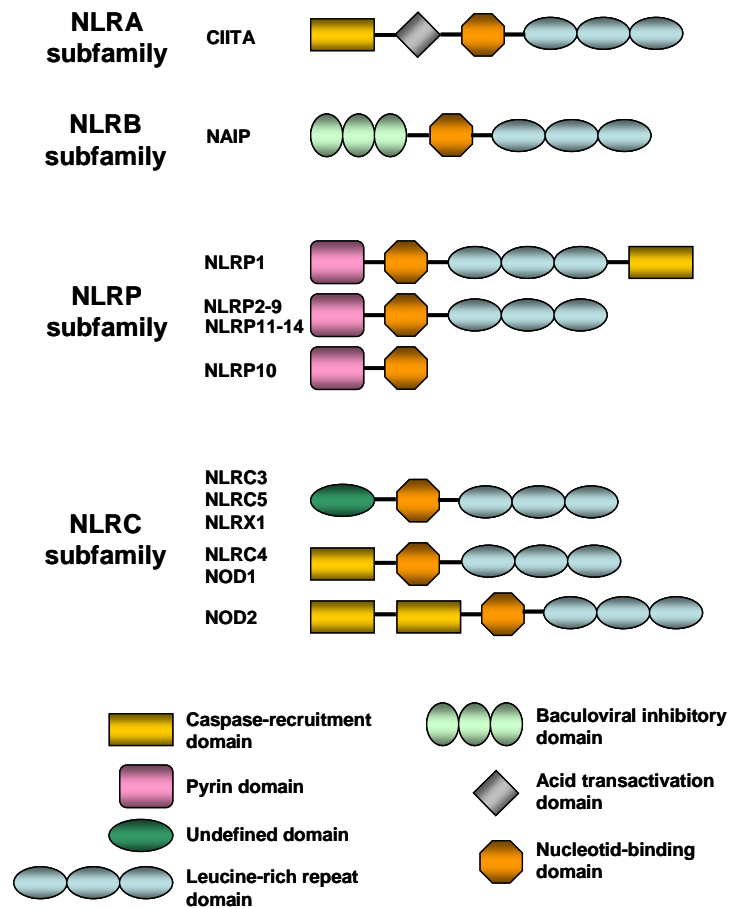 NLRA
subfamily
CIITA
NLRB
subfamily
NAIP
NLRP
subfamily
NLRP1
NLRP2-9
NLRP11-14
NLRP10
NLRC
subfamily
NLRC3
NLRC5
NLRX1
NLRC4
NOD1
NOD2
Caspase-recruitment
domain
Pyrin domain
Undefined domain
Leucine-rich repeat
domain
Baculoviral inhibitory
domain
Acid transactivation
domain
Nucleotid-binding
domain